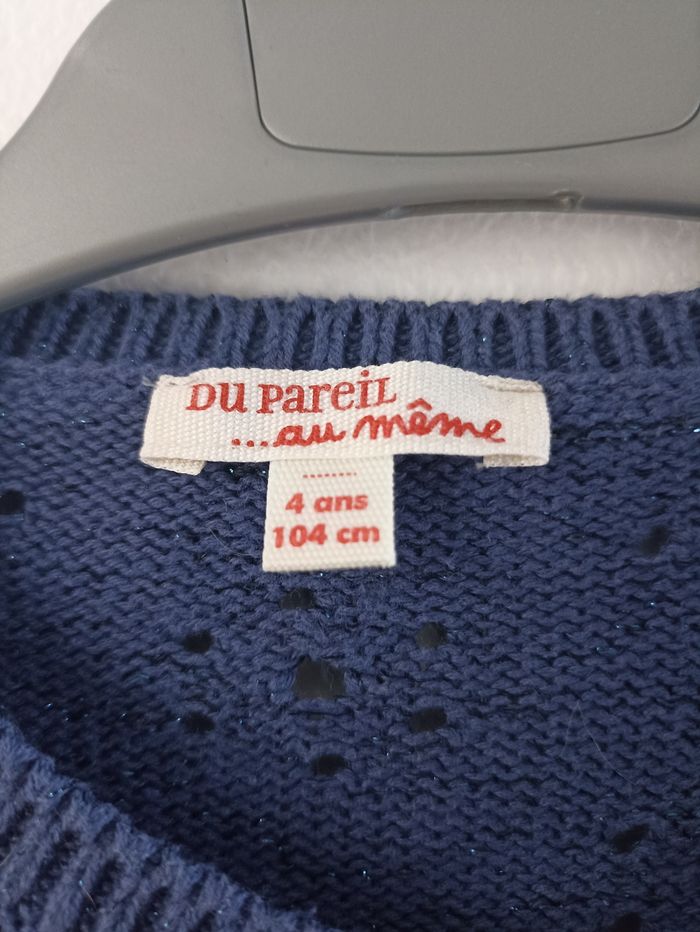 DU PareiL
...au même
4 ans
104 cm